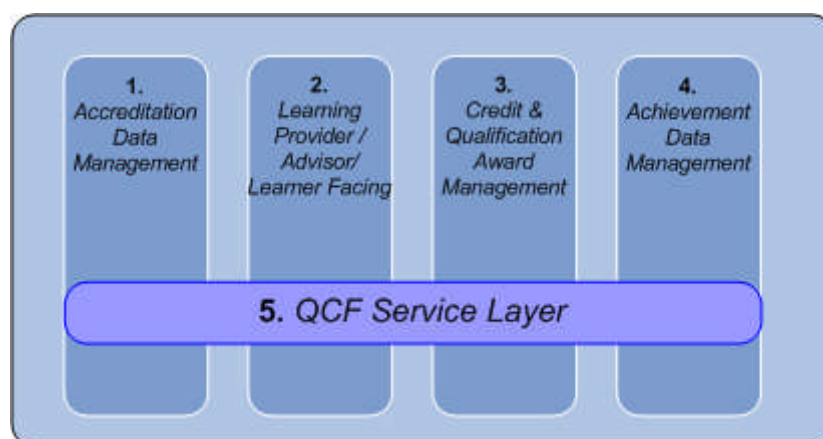 1.
Accreditation
Data
Management
2.
Learning
Provider /
Advisor/
Learner Facing
3.
Credit &
Qualification
Award
Management
4.
Achievement
Data
Management
5. QCF Service Layer